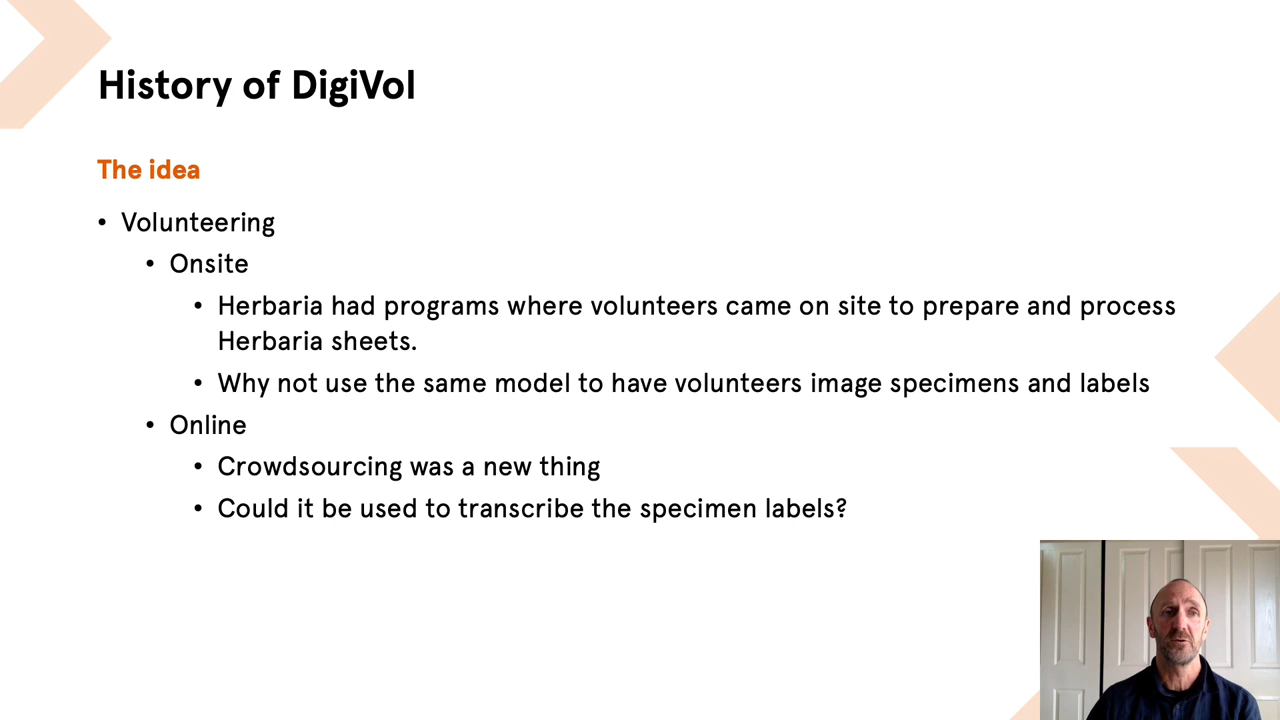 History of DigiVol
The idea
• Volunteering
• Onsite
• Herbaria had programs where volunteers came on site to prepare and process
Herbaria sheets.
• Why not use the same model to have volunteers image specimens and labels
• Online
• Crowdsourcing was a new thing
• Could it be used to transcribe the specimen labels?